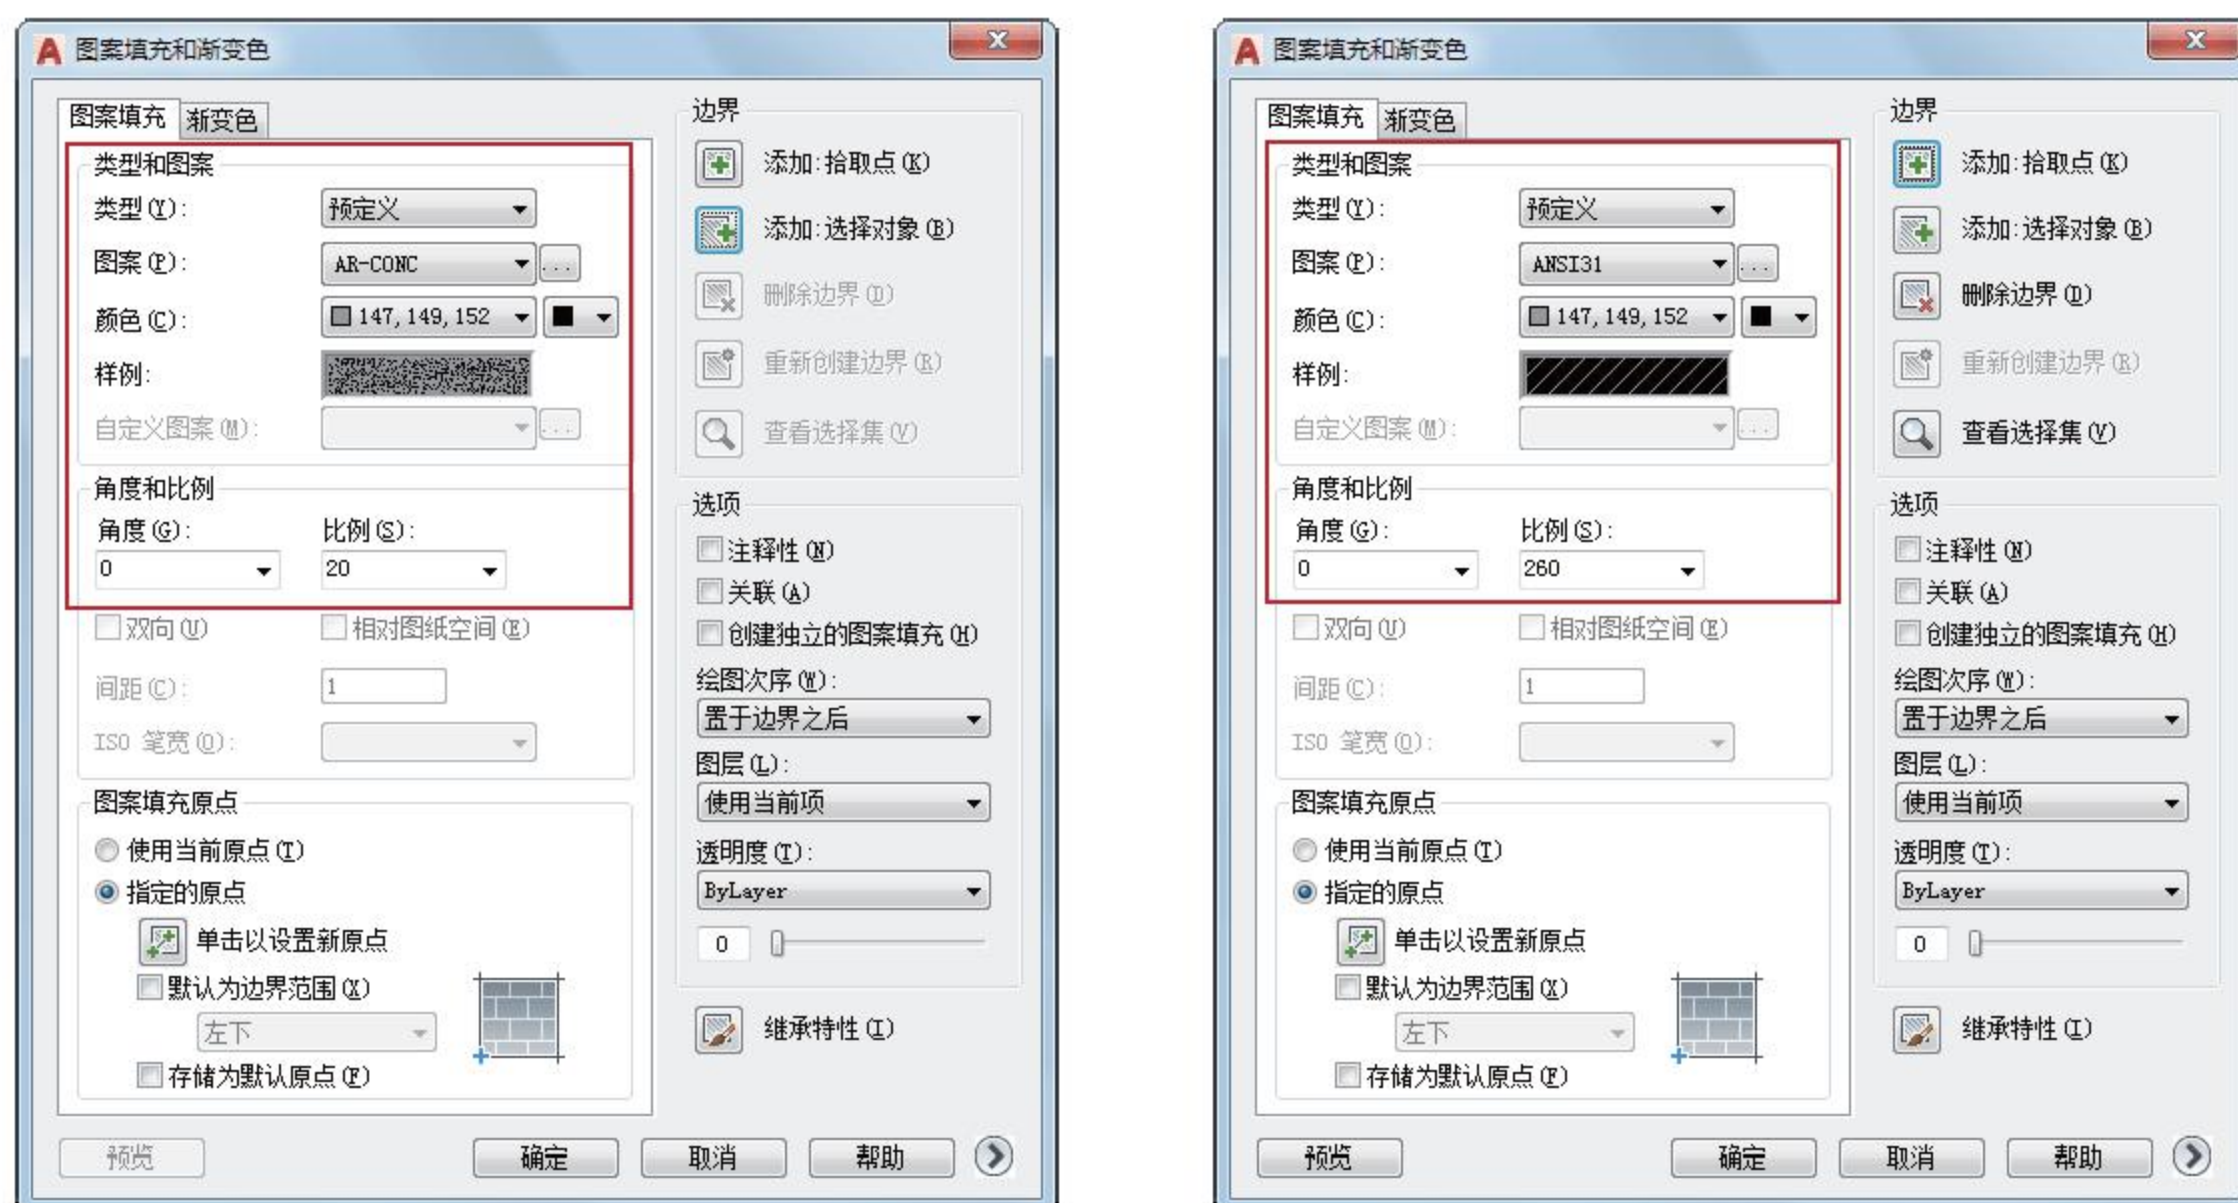 图案填充和渐变色
图案填充 渐变色
类型和图案
类型(Y): 预定义
图案(P): AR-CONC ...
颜色(C): 147, 149, 152
样例:
自定义图案(M): ...
角度和比例
角度(G): 比例(S):
0 20
双向(U) 相对图纸空间(E)
间距(C): 1
ISO 笔宽(O):
图案填充原点
使用当前原点(T)
指定的原点
单击以设置新原点
默认为边界范围(X)
左下
存储为默认原点(F)
边界
添加:拾取点(K)
添加:选择对象(B)
删除边界(D)
重新创建边界(R)
查看选择集(V)
选项
注释性(N)
关联(A)
创建独立的图案填充(H)
绘图次序(W):
置于边界之后
图层(L):
使用当前项
透明度(T):
ByLayer
0
继承特性(I)
预览 确定 取消 帮助
图案填充和渐变色
图案填充 渐变色
类型和图案
类型(Y): 预定义
图案(P): ANSI31 ...
颜色(C): 147, 149, 152
样例:
自定义图案(M): ...
角度和比例
角度(G): 比例(S):
0 260
双向(U) 相对图纸空间(E)
间距(C): 1
ISO 笔宽(O):
图案填充原点
使用当前原点(T)
指定的原点
单击以设置新原点
默认为边界范围(X)
左下
存储为默认原点(F)
边界
添加:拾取点(K)
添加:选择对象(B)
删除边界(D)
重新创建边界(R)
查看选择集(V)
选项
注释性(N)
关联(A)
创建独立的图案填充(H)
绘图次序(W):
置于边界之后
图层(L):
使用当前项
透明度(T):
ByLayer
0
继承特性(I)
预览 确定 取消 帮助